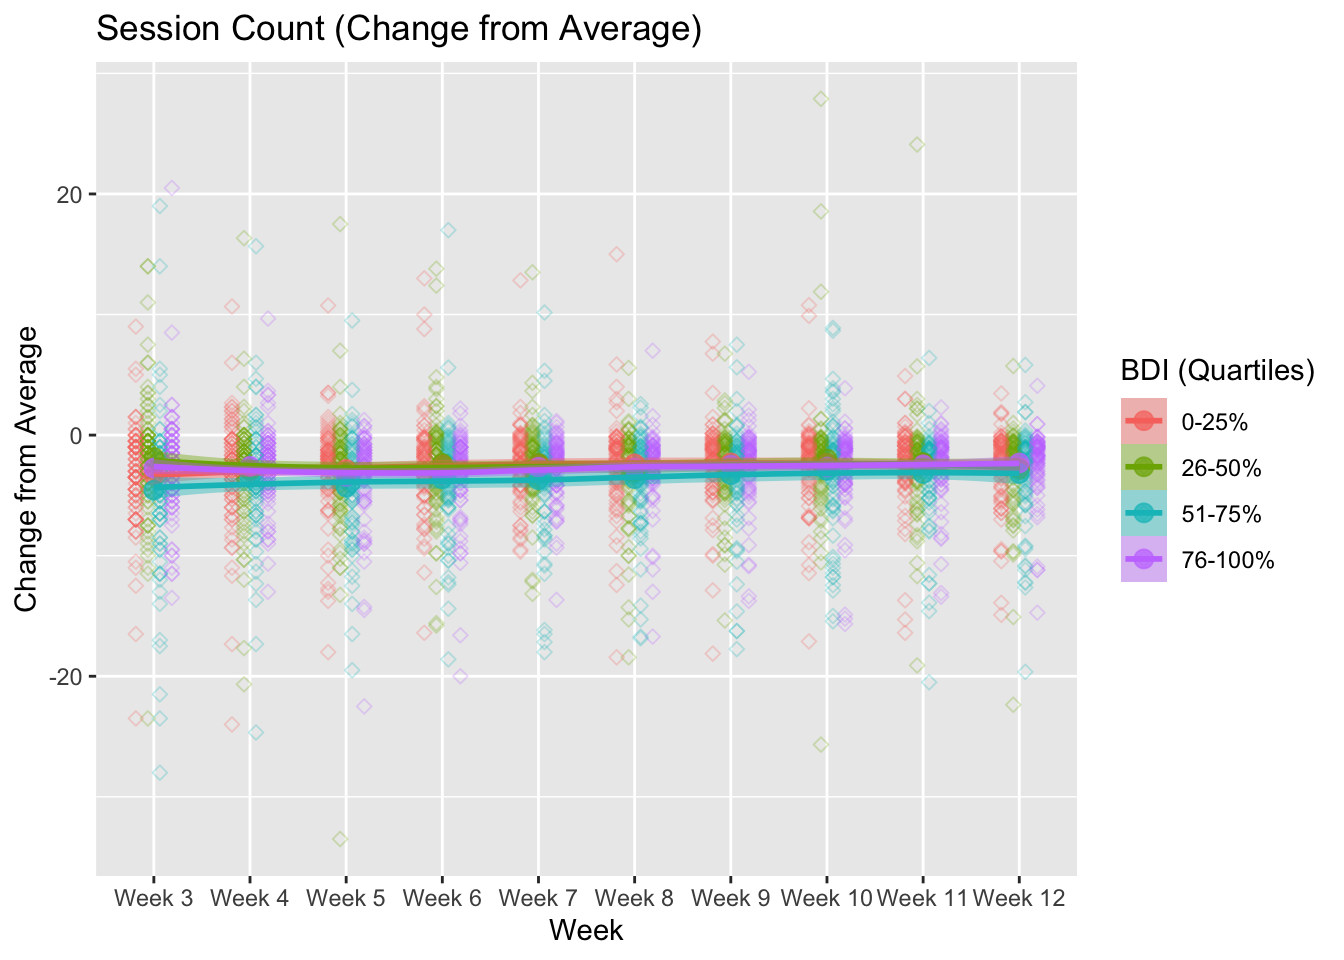 Session Count (Change from Average)
Change from Average
20
0
-20
Week 3 Week 4 Week 5 Week 6 Week 7 Week 8 Week 9 Week 10 Week 11 Week 12
Week
BDI (Quartiles)
0-25%
26-50%
51-75%
76-100%